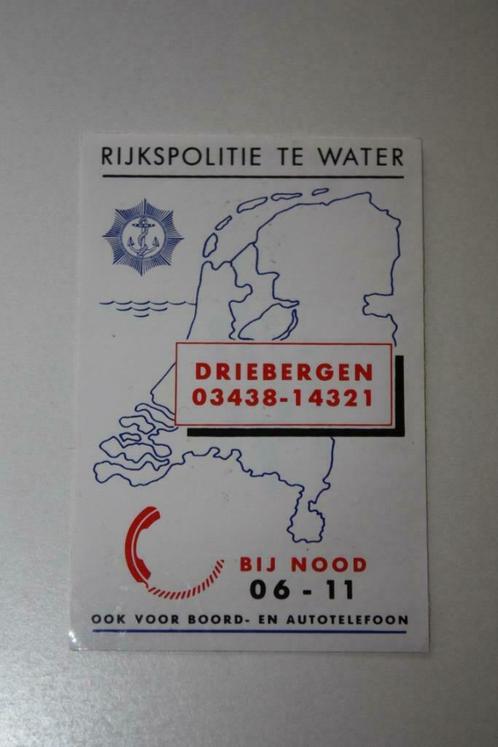 RIJKSPOLITIE TE WATER
DRIEBERGEN
03438-14321
BIJ NOOD
06 - 11
OOK VOOR BOORD- EN AUTOTELEFOON